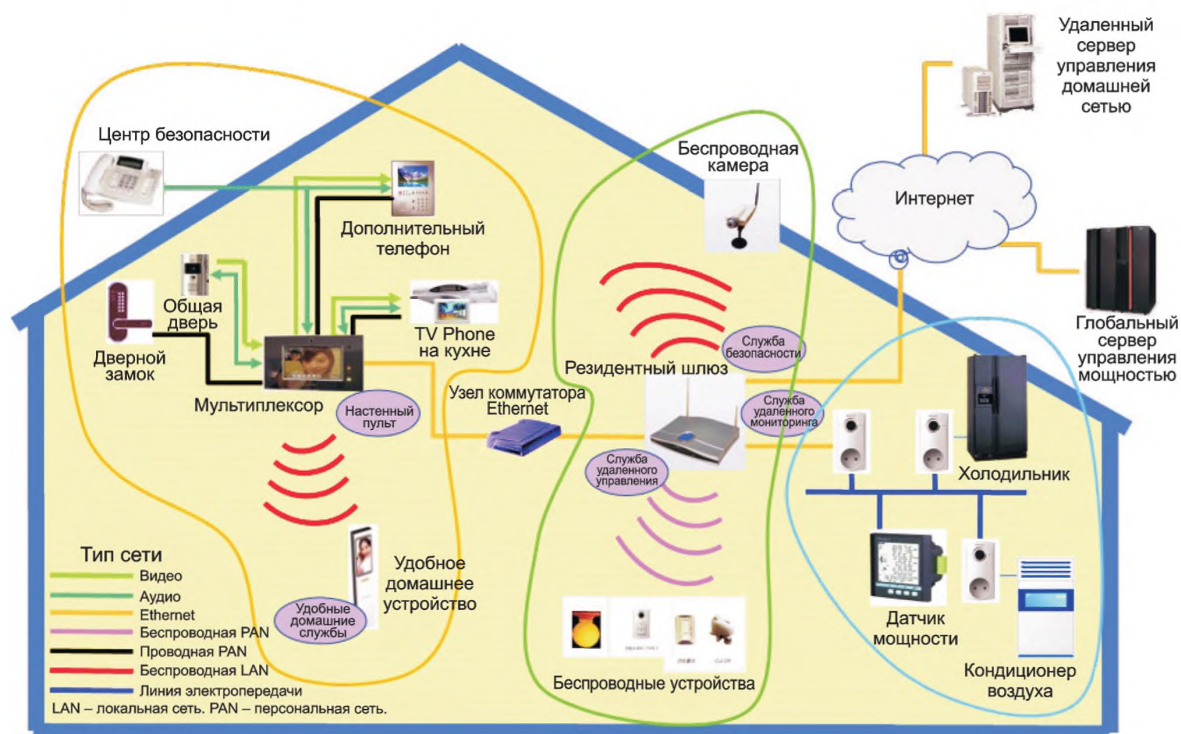 Удаленный
сервер
управления
домашней
сетью
Центр безопасности
Беспроводная
камера
Интернет
Дополнительный
телефон
Общая
дверь
Дверной
замок
TV Phone
на кухне
Глобальный
сервер
управления
мощностью
Служба
безопасности
Резидентный шлюз
Мультиплексор
Настенный
пульт
Узел коммутатора
Ethernet
Служба
удаленного
мониторинга
Служба
удаленного
управления
Холодильник
Тип сети
Видео
Аудио
Ethernet
Беспроводная PAN
Проводная PAN
Беспроводная LAN
Линия электропередачи
LAN – локальная сеть. PAN – персональная сеть.
Удобное
домашнее
устройство
Удобные
домашние
службы
Беспроводные устройства
Датчик
мощности
Кондиционер
воздуха